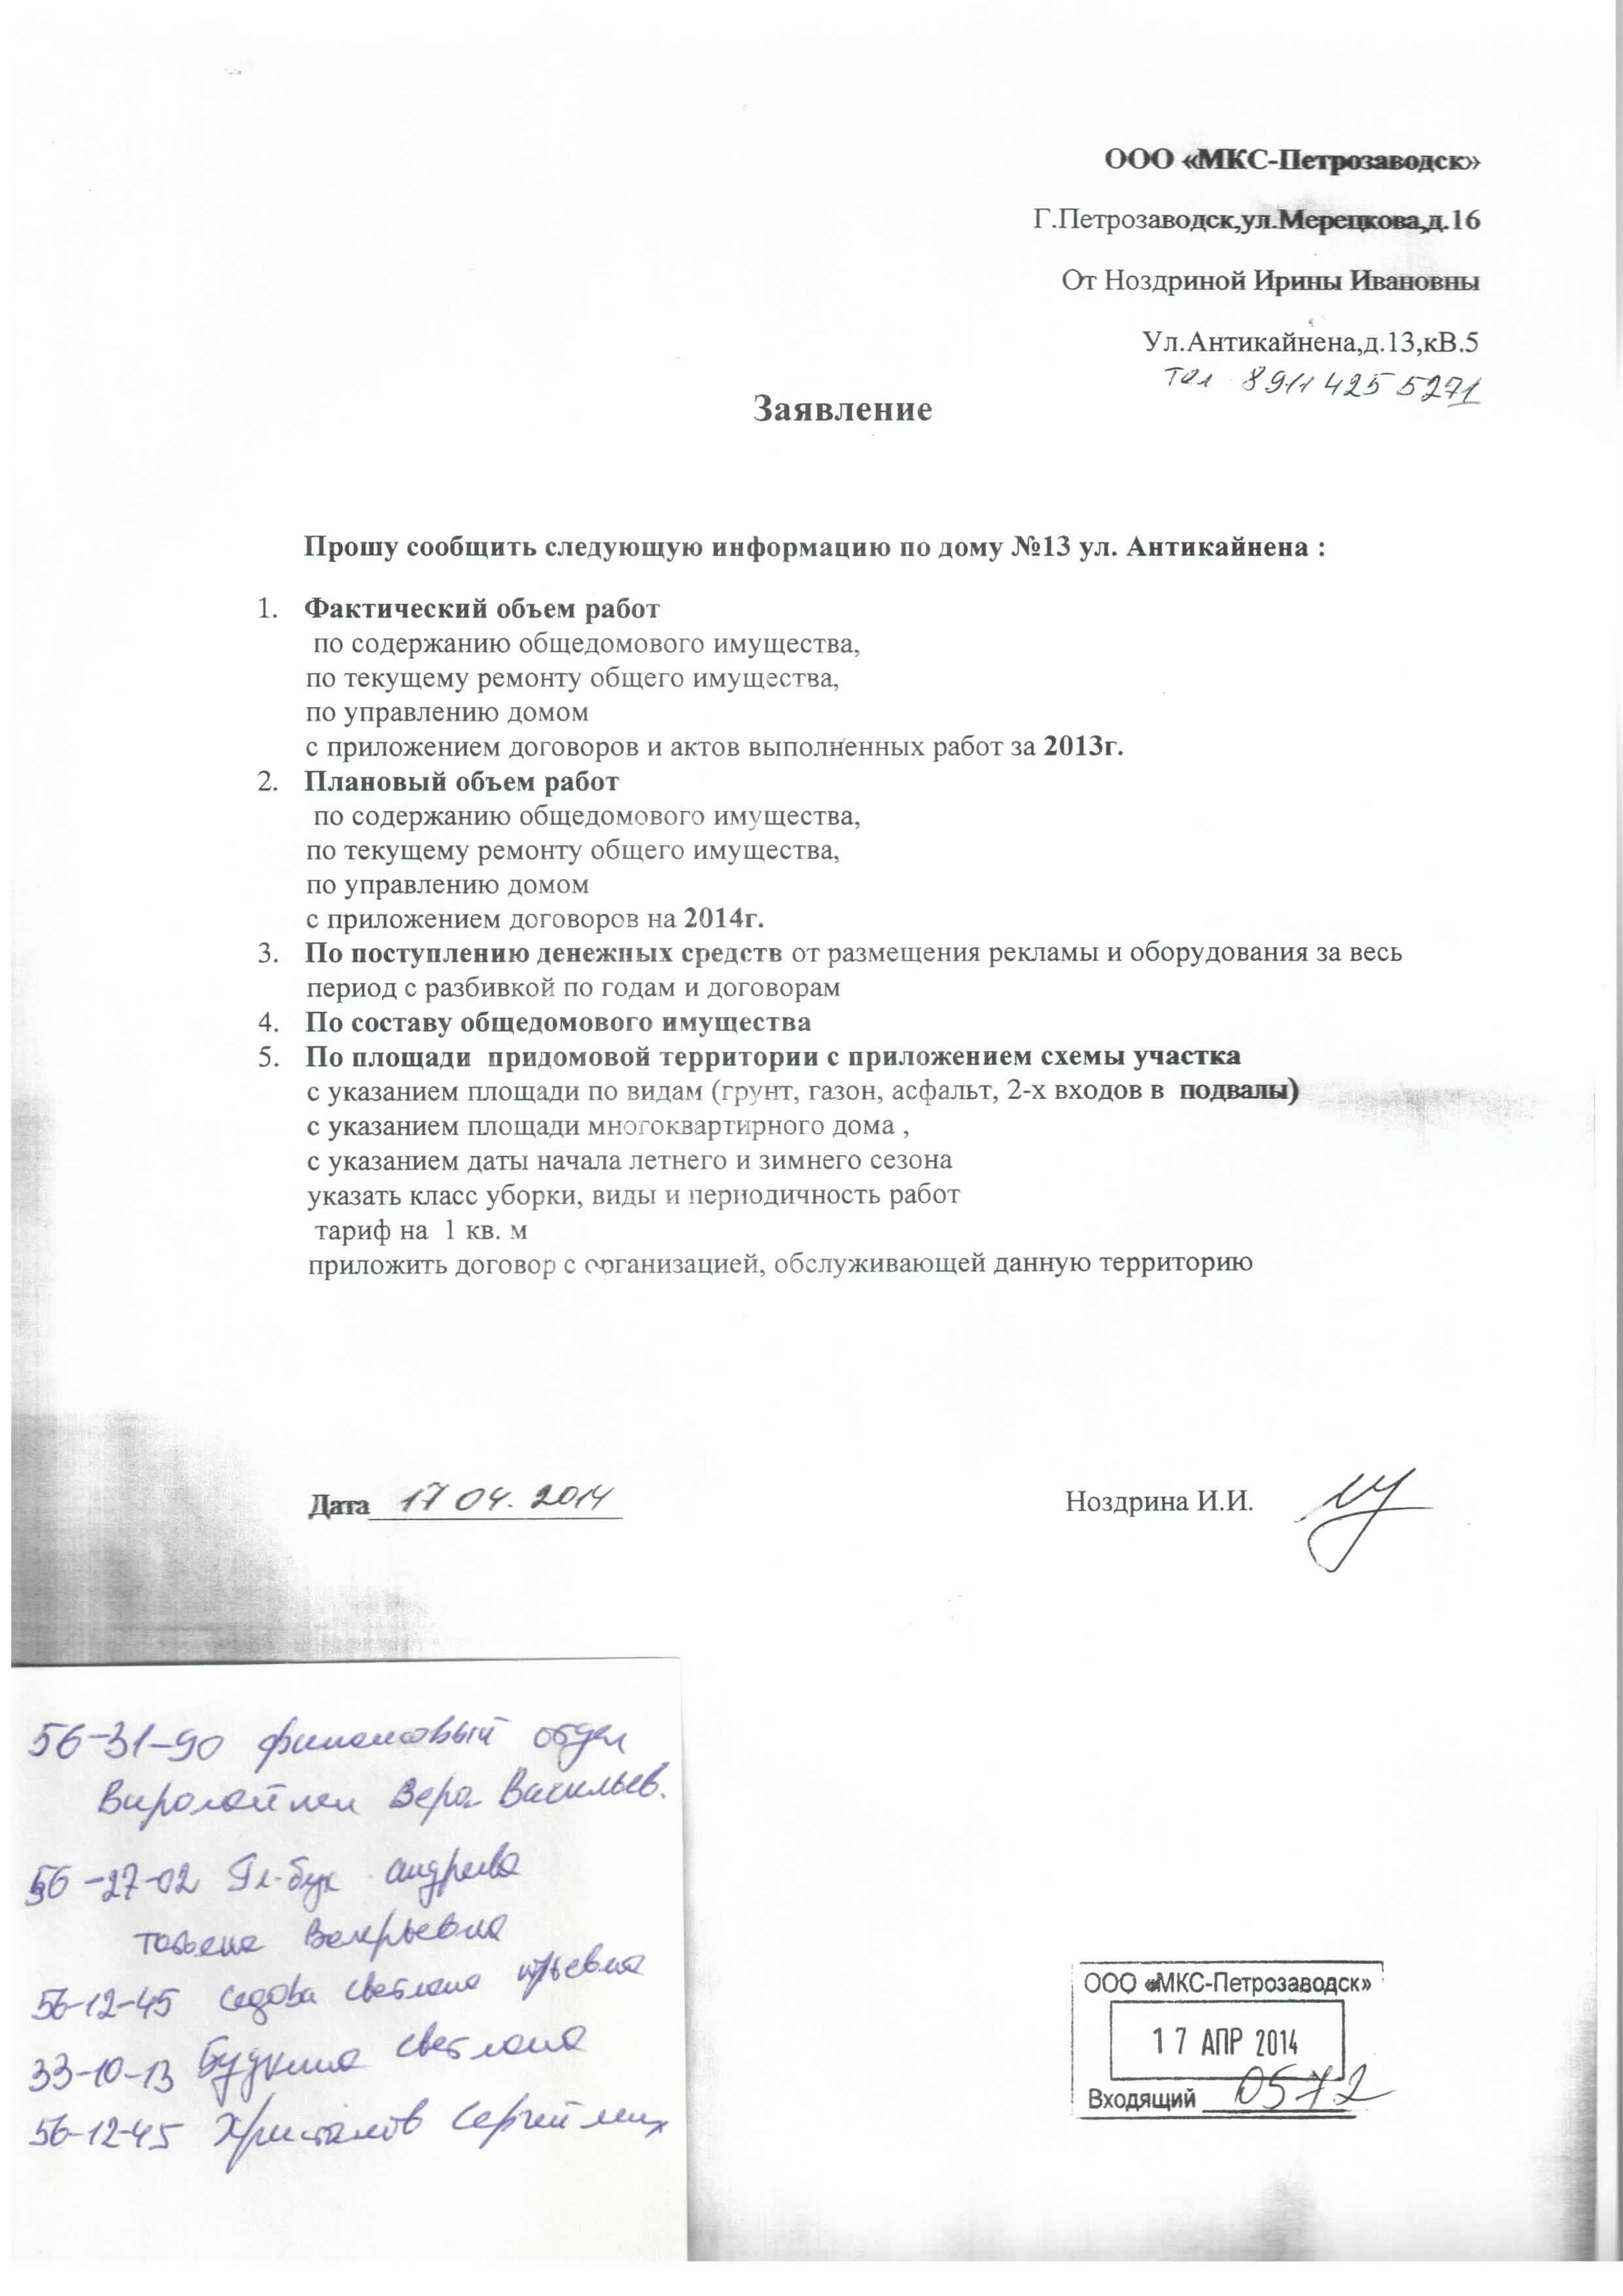 ООО «МКС-Петрозаводск»
Г.Петрозаводск,ул.Мерецкова,д.16
От Ноздриной Ирины Ивановны
Ул.Антикайнена,д.13,кВ.5
тел 8911 425 5271
Заявление
Прошу сообщить следующую информацию по дому №13 ул. Антикайнена :
1. Фактический объем работ
по содержанию общедомового имущества,
по текущему ремонту общего имущества,
по управлению домом
с приложением договоров и актов выполненных работ за 2013г.
2. Плановый объем работ
по содержанию общедомового имущества,
по текущему ремонту общего имущества,
по управлению домом
с приложением договоров на 2014г.
3. По поступлению денежных средств от размещения рекламы и оборудования за весь
период с разбивкой по годам и договорам
4. По составу общедомового имущества
5. По площади придомовой территории с приложением схемы участка
с указанием площади по видам (грунт, газон, асфальт, 2-х входов в подвалы)
с указанием площади многоквартирного дома ,
с указанием даты начала летнего и зимнего сезона
указать класс уборки, виды и периодичность работ
тариф на 1 кв. м
приложить договор с организацией, обслуживающей данную территорию
Дата 17 04. 2014 Ноздрина И.И.
56-31-90 финансовый отдел
Виролайнен Вера Васильев.
56-27-02 Гл-бух Андреева
Татьяна Валерьевна
56-12-45 Седова Светлана
33-10-13 Будкина Светлана
56-12-45 Сергей мих
ООО «МКС-Петрозаводск»
17 АПР 2014
Входящий 0572